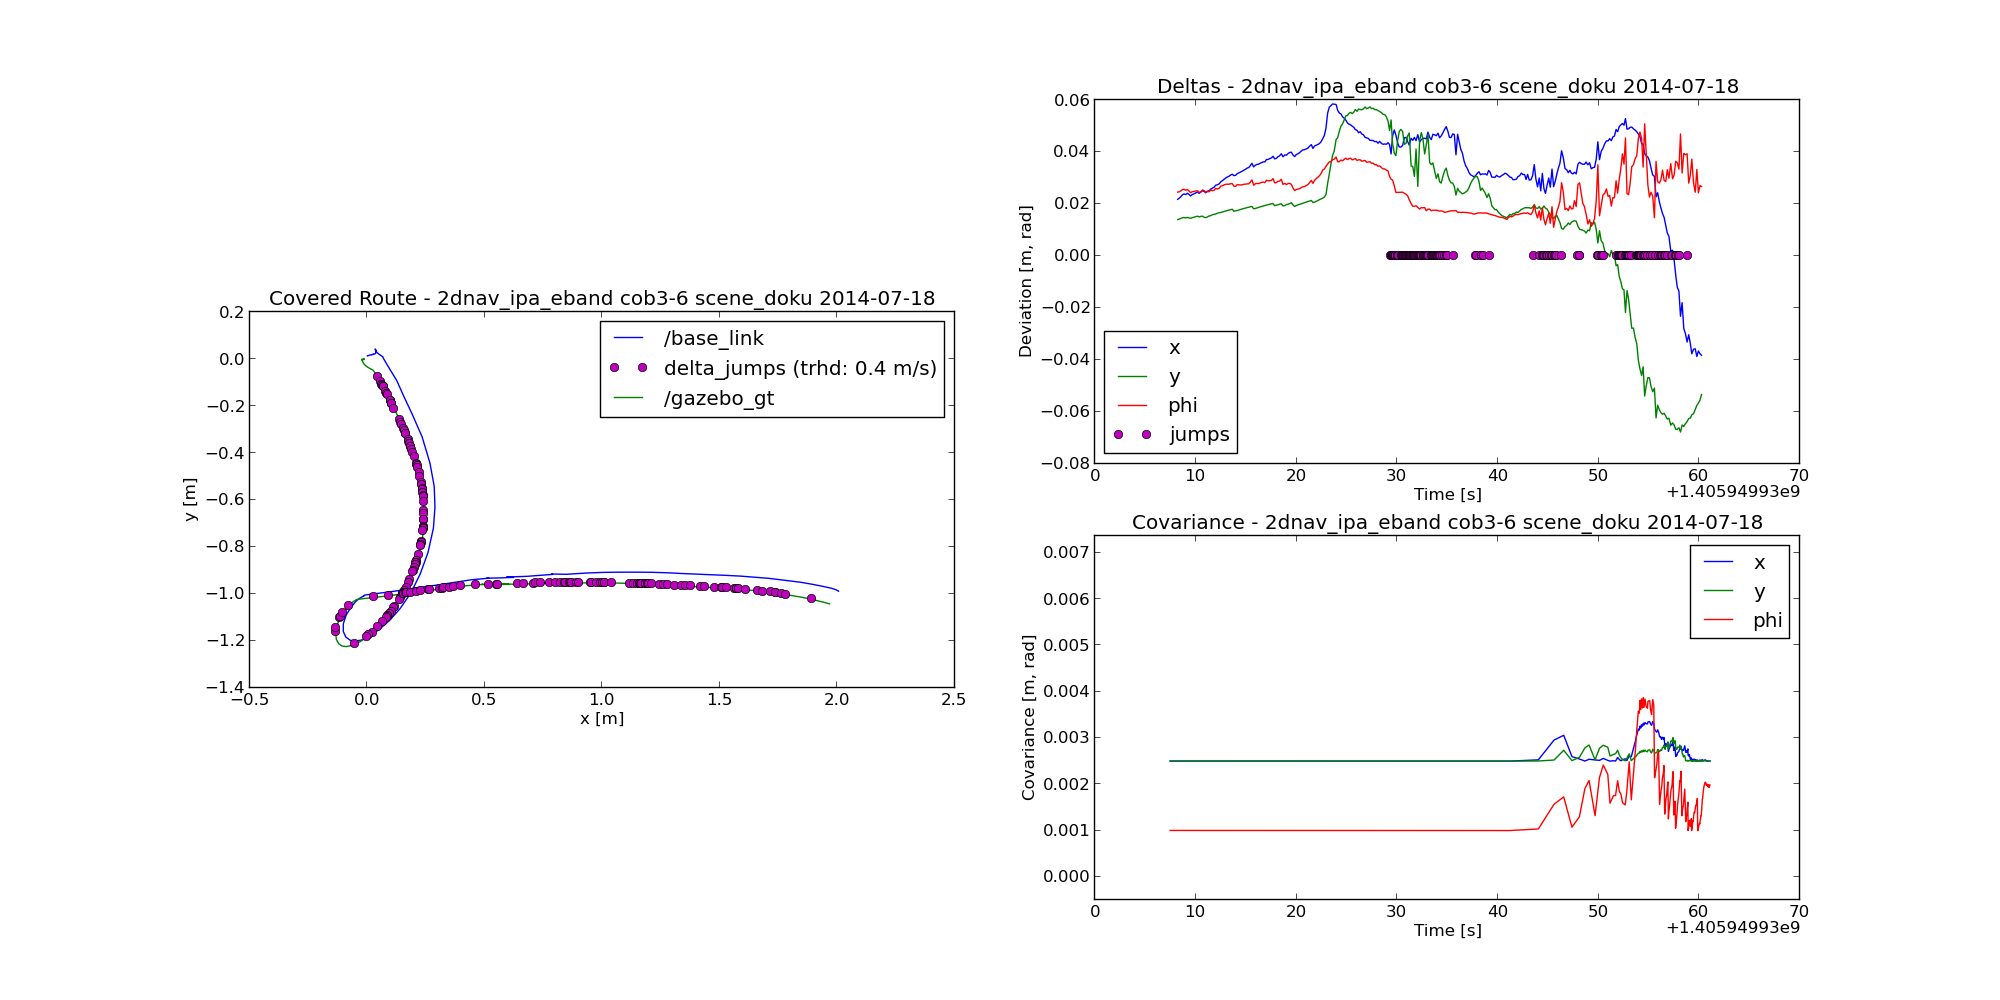 Covered Route - 2dnav_ipa_eband cob3-6 scene_doku 2014-07-18
0.2
0.0
−0.2
−0.4
−0.6
−0.8
−1.0
−1.2
−1.4
y [m]
/base_link
delta_jumps (trhd: 0.4 m/s)
/gazebo_gt
−0.5 0.0 0.5 1.0 1.5 2.0 2.5
x [m]
Deltas - 2dnav_ipa_eband cob3-6 scene_doku 2014-07-18
0.06
0.04
0.02
0.00
−0.02
−0.04
−0.06
−0.08
Deviation [m, rad]
x
y
phi
jumps
0 10 20 30 40 50 60 70
Time [s]
+1.40594993e9
Covariance - 2dnav_ipa_eband cob3-6 scene_doku 2014-07-18
0.007
0.006
0.005
0.004
0.003
0.002
0.001
0.000
Covariance [m, rad]
x
y
phi
0 10 20 30 40 50 60 70
Time [s]
+1.40594993e9